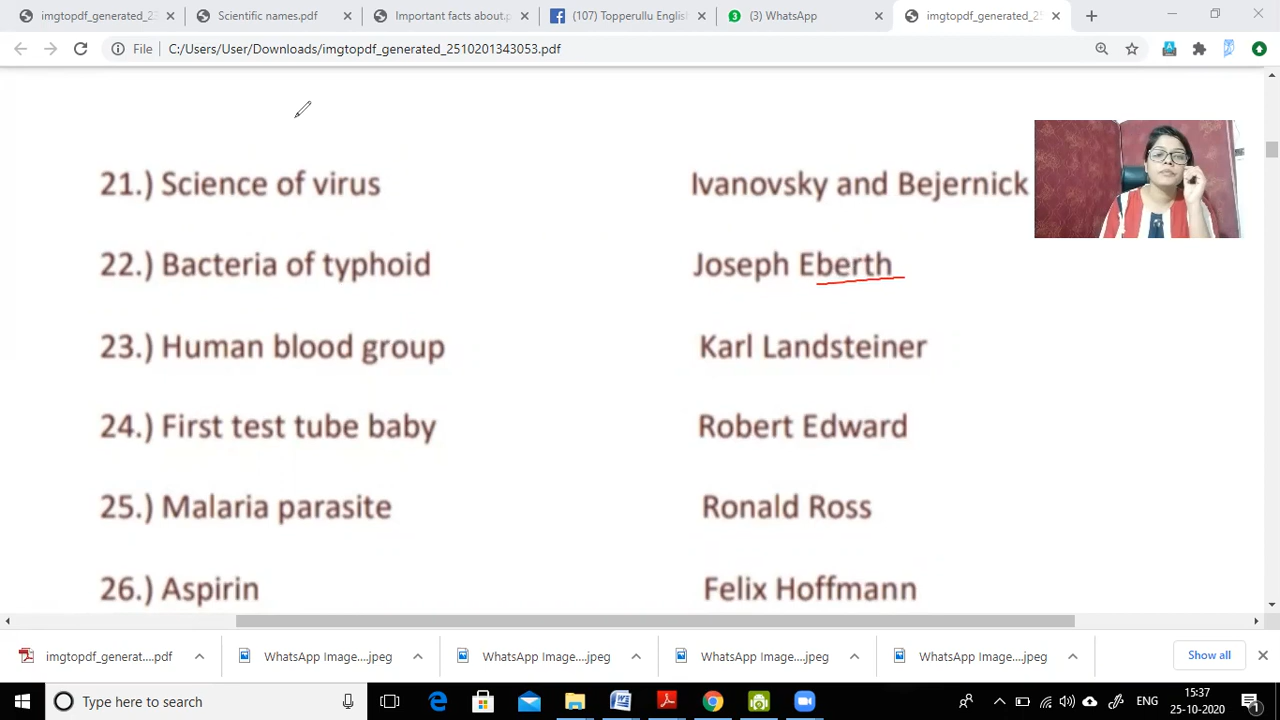 imgtopdf_generated_23
Scientific names.pdf
Important facts about.p
(107) Topperullu Englis
(3) WhatsApp
imgtopdf_generated_25
File C:/Users/User/Downloads/imgtopdf_generated_2510201343053.pdf
21.) Science of virus Ivanovsky and Bejernick
22.) Bacteria of typhoid Joseph Eberth
23.) Human blood group Karl Landsteiner
24.) First test tube baby Robert Edward
25.) Malaria parasite Ronald Ross
26.) Aspirin Felix Hoffmann
imgtopdf_generat....pdf
WhatsApp Image....jpeg
WhatsApp Image....jpeg
WhatsApp Image....jpeg
WhatsApp Image....jpeg
Show all
Type here to search
ENG
15:37
25-10-2020